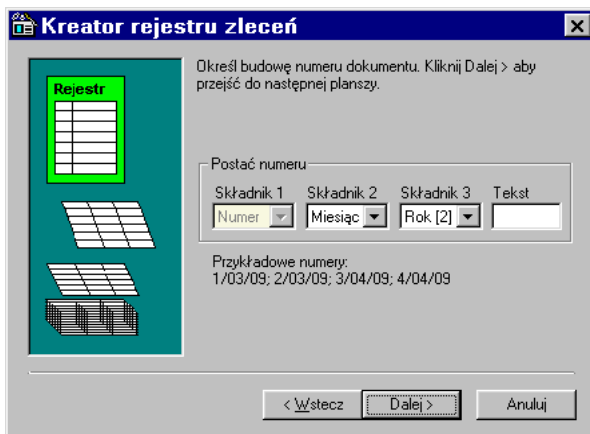 Kreator rejestru zleceń
Rejestr
Określ budowę numeru dokumentu. Kliknij Dalej > aby
przejść do następnej planszy.
Postać numeru
Składnik 1 Składnik 2 Składnik 3 Tekst
Numer Miesiąc Rok [2]
Przykładowe numery:
1/03/09; 2/03/09; 3/04/09; 4/04/09
< Wstecz Dalej > Anuluj